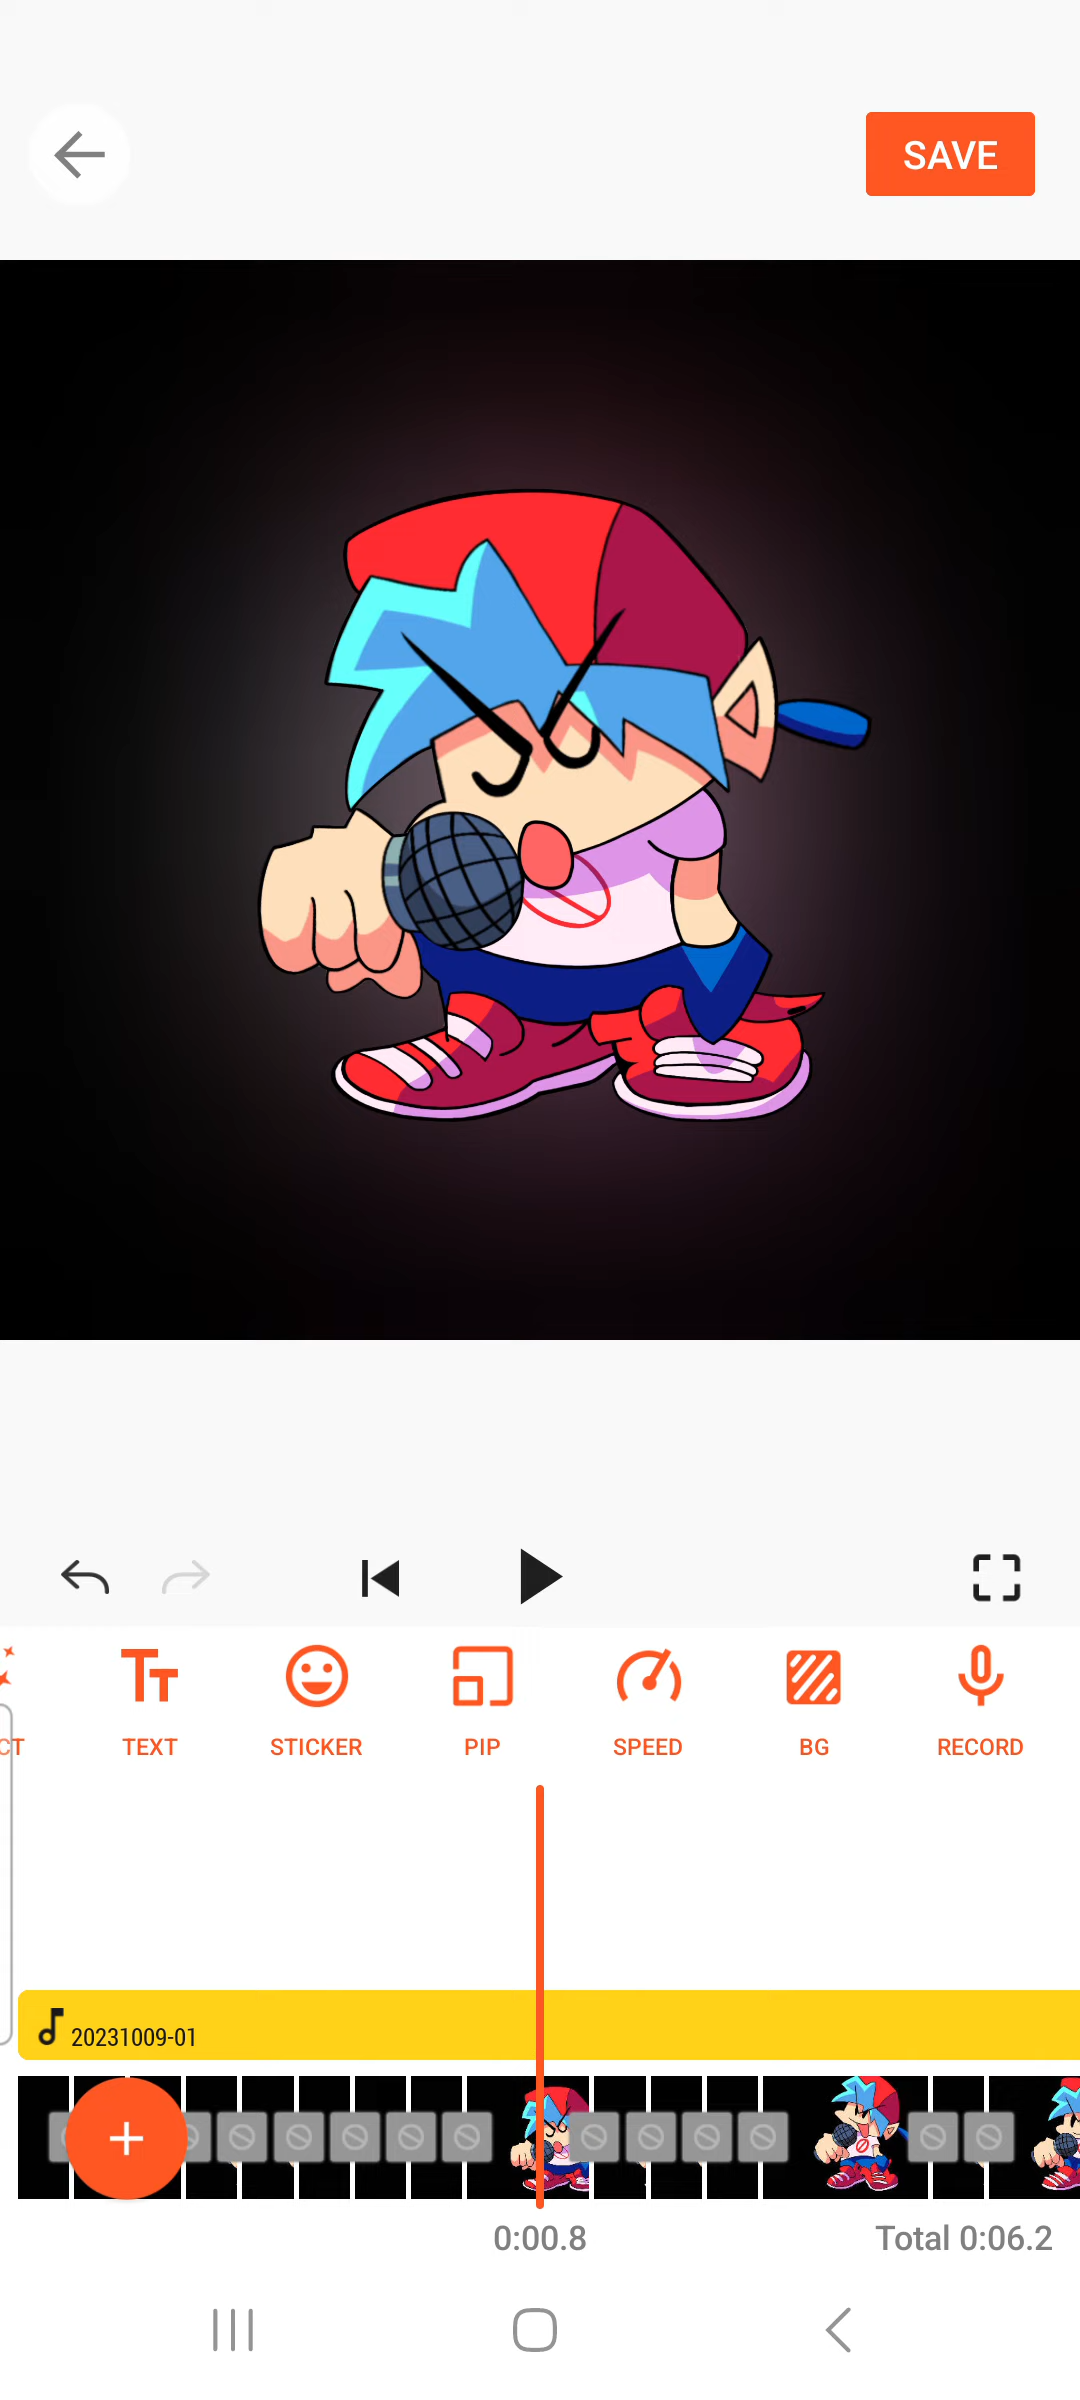 SAVE
CT
TEXT
STICKER
PIP
SPEED
BG
RECORD
20231009-01
0:00.8
Total 0:06.2